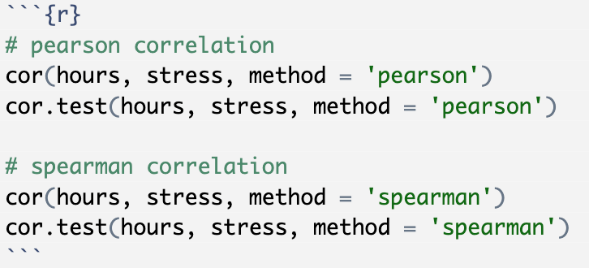 ```{r}
# pearson correlation
cor(hours, stress, method = 'pearson')
cor.test(hours, stress, method = 'pearson')

# spearman correlation
cor(hours, stress, method = 'spearman')
cor.test(hours, stress, method = 'spearman')
```